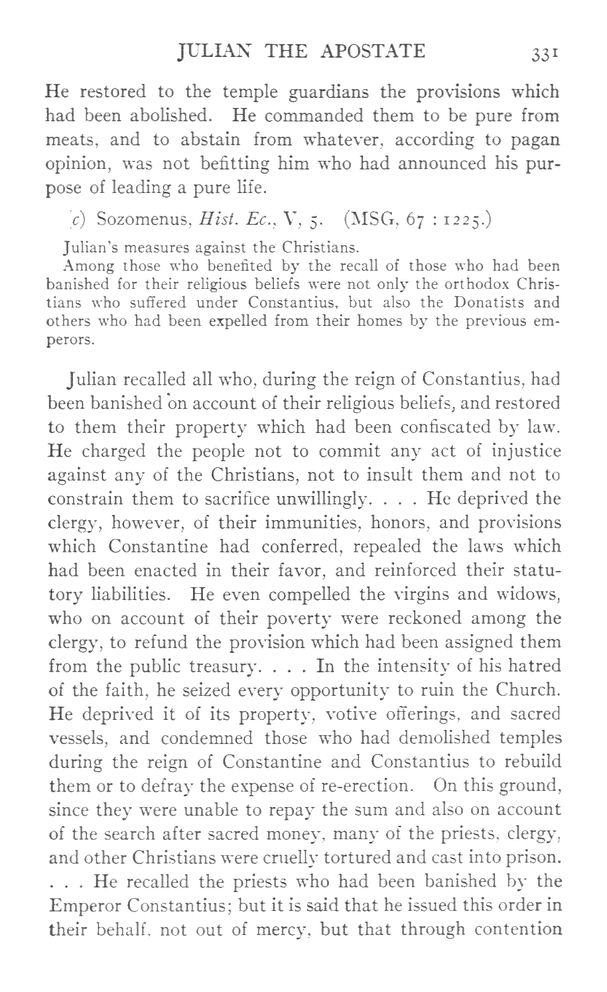 JULIAN THE APOSTATE 331
He restored to the temple guardians the provisions which
had been abolished. He commanded them to be pure from
meats, and to abstain from whatever, according to pagan
opinion, was not befitting him who had announced his pur-
pose of leading a pure life.
(c) Sozomenus, Hist. Ec., V, 5. (MSG, 67 : 1225.)
Julian's measures against the Christians.
Among those who benefited by the recall of those who had been
banished for their religious beliefs were not only the orthodox Chris-
tians who suffered under Constantius, but also the Donatists and
others who had been expelled from their homes by the previous em-
perors.
Julian recalled all who, during the reign of Constantius, had
been banished on account of their religious beliefs, and restored
to them their property which had been confiscated by law.
He charged the people not to commit any act of injustice
against any of the Christians, not to insult them and not to
constrain them to sacrifice unwillingly. . . . He deprived the
clergy, however, of their immunities, honors, and provisions
which Constantine had conferred, repealed the laws which
had been enacted in their favor, and reinforced their statu-
tory liabilities. He even compelled the virgins and widows,
who on account of their poverty were reckoned among the
clergy, to refund the provision which had been assigned them
from the public treasury. . . . In the intensity of his hatred
of the faith, he seized every opportunity to ruin the Church.
He deprived it of its property, votive offerings, and sacred
vessels, and condemned those who had demolished temples
during the reign of Constantine and Constantius to rebuild
them or to defray the expense of re-erection. On this ground,
since they were unable to repay the sum and also on account
of the search after sacred money, many of the priests, clergy,
and other Christians were cruelly tortured and cast into prison.
. . . He recalled the priests who had been banished by the
Emperor Constantius; but it is said that he issued this order in
their behalf, not out of mercy, but that through contention